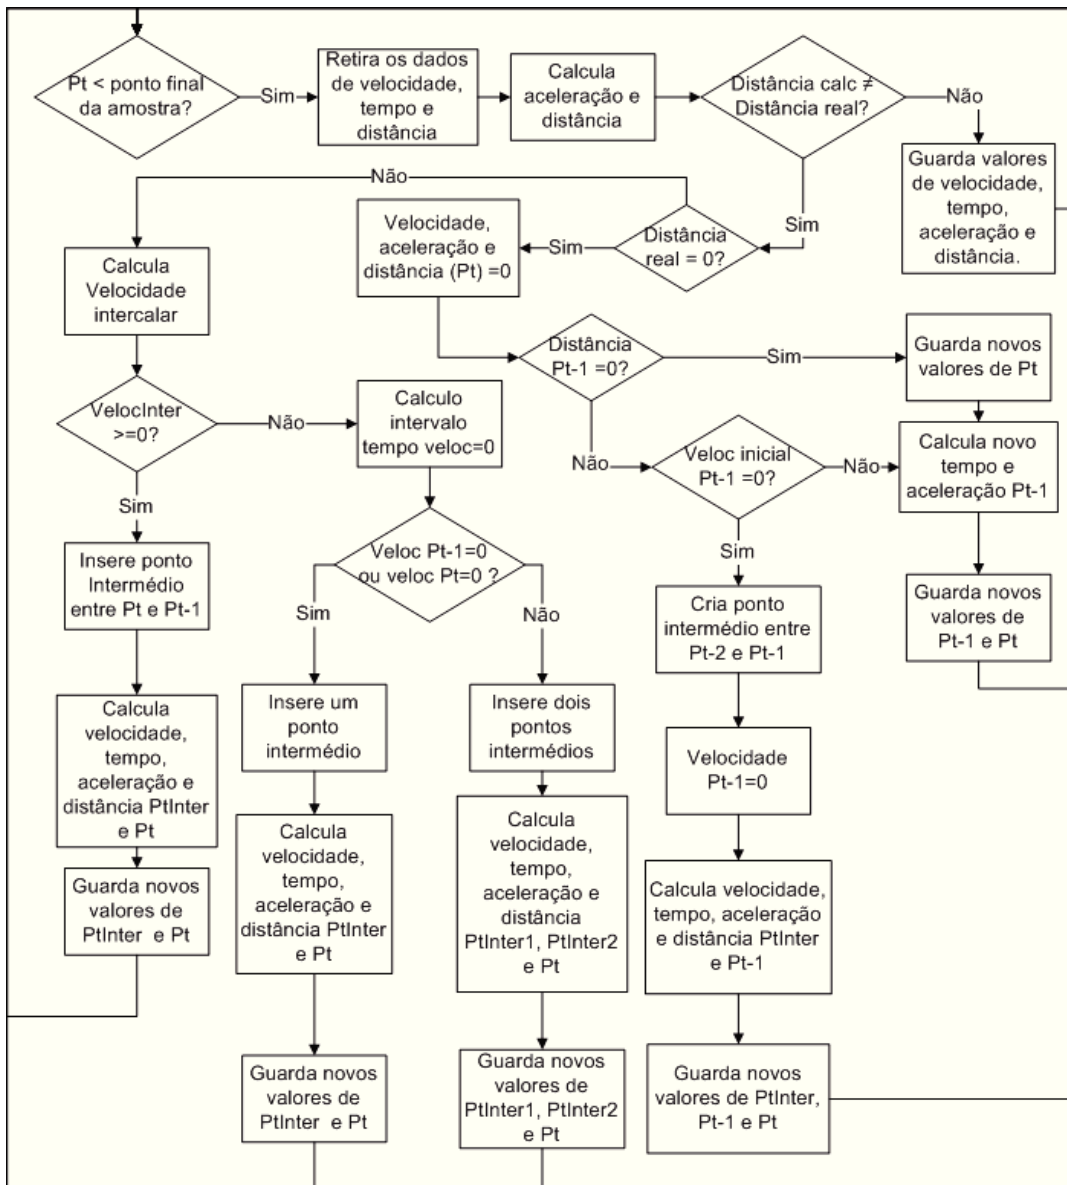 Pt < ponto final
da amostra?
Sim
Retira os dados
de velocidade,
tempo e
distância
Calcula
aceleração e
distância
Distância calc ≠
Distância real?
Não
Guarda valores
de velocidade,
tempo,
aceleração e
distância.
Sim
Distância
real = 0?
Não
Sim
Velocidade,
aceleração e
distância (Pt) =0
Calcula
Velocidade
intercalar
Distância
Pt-1 =0?
Sim
Guarda novos
valores de Pt
VelocInter
>=0?
Não
Calculo
intervalo
tempo veloc=0
Não
Veloc inicial
Pt-1 =0?
Não
Calcula novo
tempo e
aceleração Pt-1
Sim
Insere ponto
Intermédio
entre Pt e Pt-1
Veloc Pt-1=0
ou veloc Pt=0 ?
Sim
Não
Sim
Cria ponto
intermédio entre
Pt-2 e Pt-1
Guarda novos
valores de
Pt-1 e Pt
Calcula
velocidade,
tempo,
aceleração e
distância PtInter
e Pt
Insere um
ponto
intermédio
Insere dois
pontos
intermédios
Velocidade
Pt-1=0
Guarda novos
valores de
PtInter e Pt
Calcula
velocidade,
tempo,
aceleração e
distância PtInter
e Pt
Calcula
velocidade,
tempo,
aceleração e
distância
PtInter1, PtInter2
e Pt
Calcula velocidade,
tempo, aceleração
e distância PtInter
e Pt-1
Guarda novos
valores de
PtInter e Pt
Guarda novos
valores de
PtInter1, PtInter2
e Pt
Guarda novos
valores de PtInter,
Pt-1 e Pt